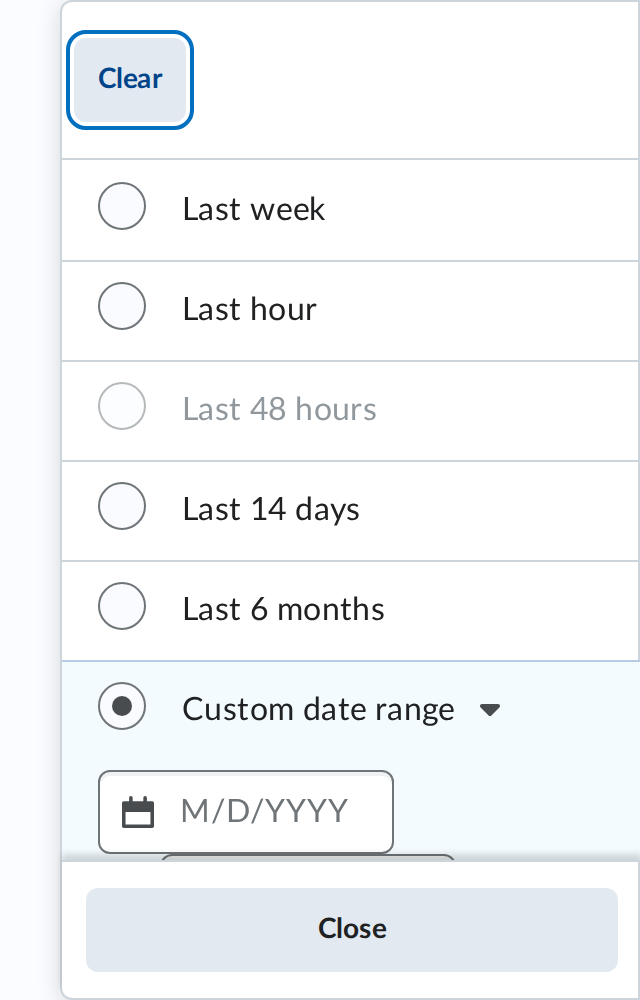 Clear
Last week
Last hour
Last 48 hours
Last 14 days
Last 6 months
Custom date range
M/D/YYYY
Close